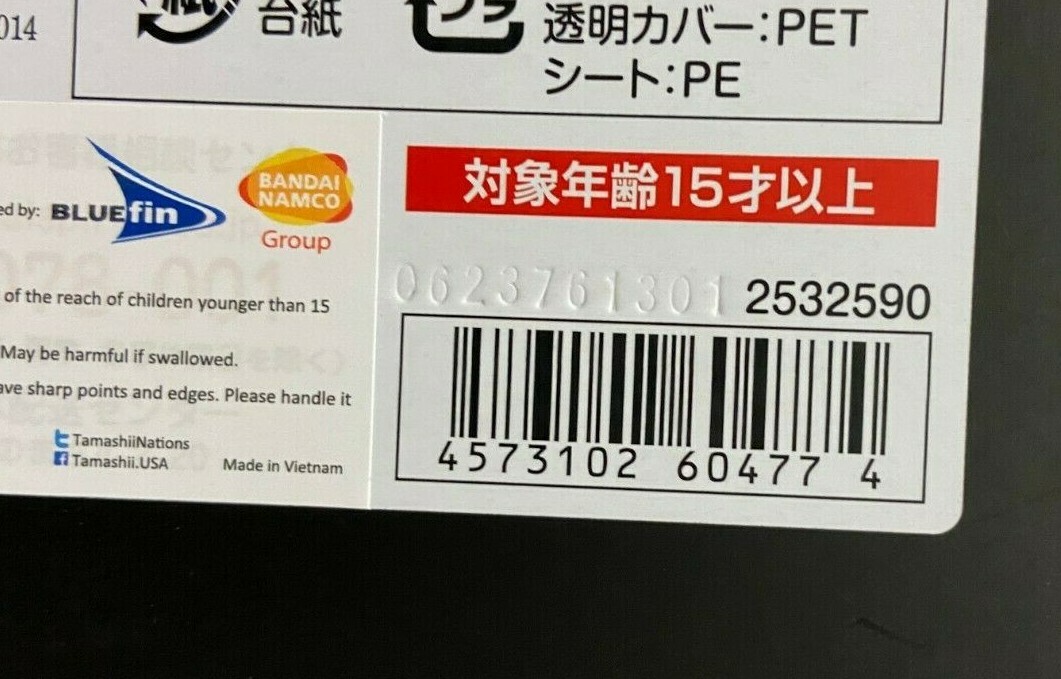 014
台紙
透明カバー:PET
シート:PE
対象年齢15才以上
ed by: BLUEfin
BANDAI
NAMCO
Group
0623761301 2532590
of the reach of children younger than 15
May be harmful if swallowed.
ave sharp points and edges. Please handle it
TamashiiNations
Tamashii.USA
Made in Vietnam
4573102 60477 4